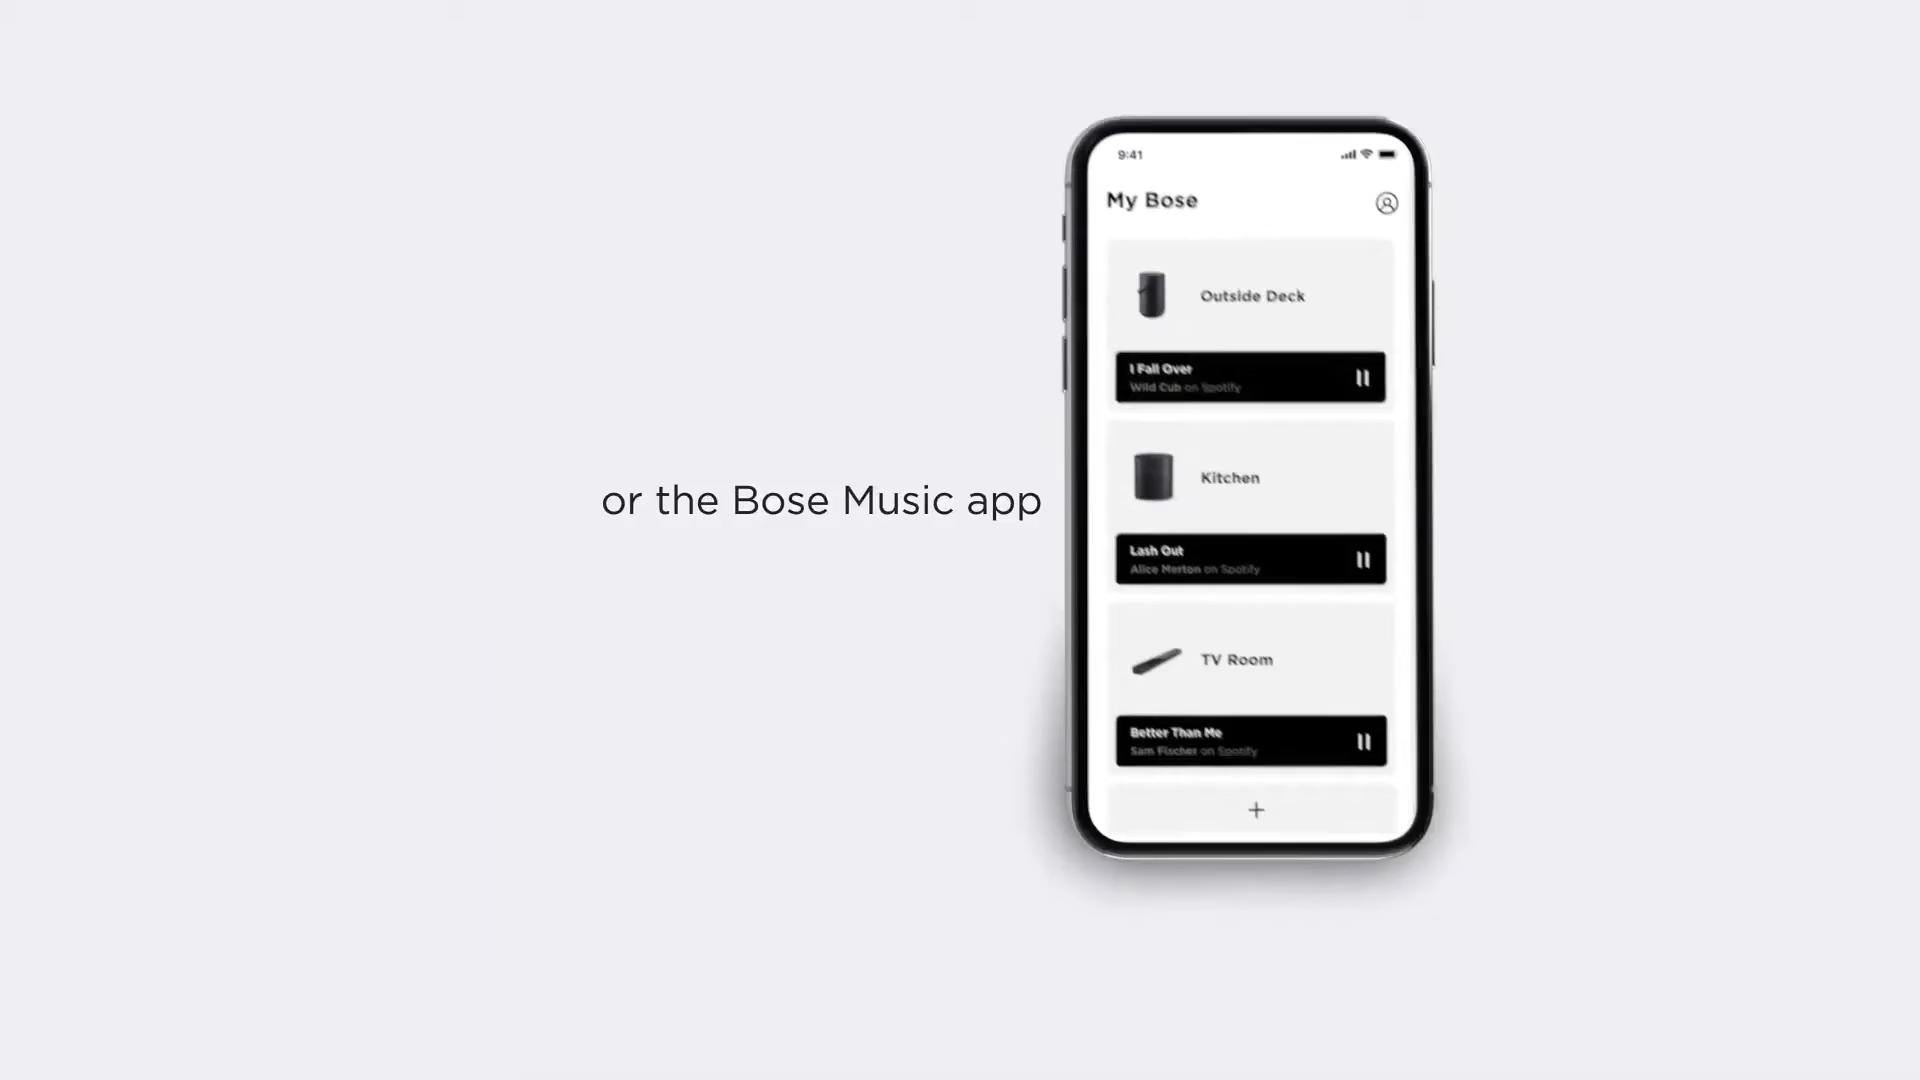 or the Bose Music app
9:41
My Bose
Outside Deck
I Fall Over
Wild Cub on Spotify
Kitchen
Lash Out
Alice Merton on Spotify
TV Room
Better Than Me
Sam Fischer on Spotify
+